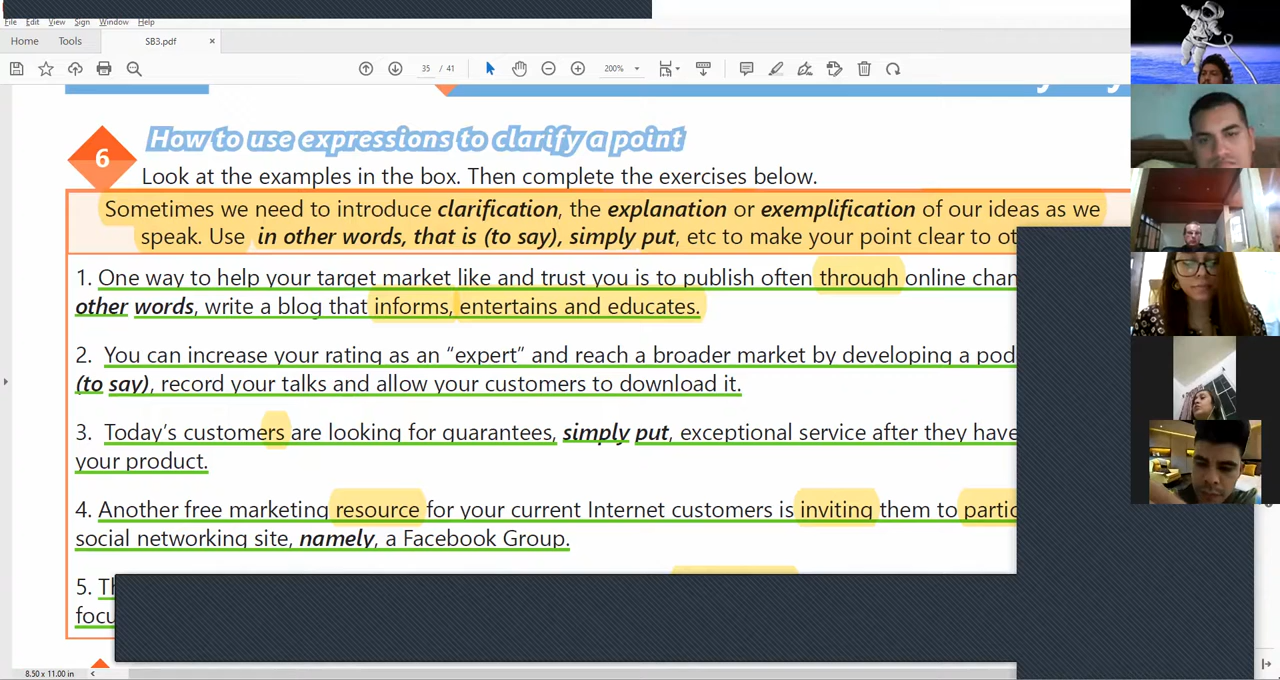 File Edit View Sign Window Help
Home Tools SB3.pdf ×
35 / 41 200%
How to use expressions to clarify a point
6
Look at the examples in the box. Then complete the exercises below.
Sometimes we need to introduce clarification, the explanation or exemplification of our ideas as we
speak. Use in other words, that is (to say), simply put, etc to make your point clear to
1. One way to help your target market like and trust you is to publish often through online
other words, write a blog that informs, entertains and educates.
2. You can increase your rating as an “expert” and reach a broader market by developing a
(to say), record your talks and allow your customers to download it.
3. Today’s customers are looking for guarantees, simply put, exceptional service after they have
your product.
4. Another free marketing resource for your current Internet customers is inviting them to
social networking site, namely, a Facebook Group.
5.
8.50 x 11.00 in